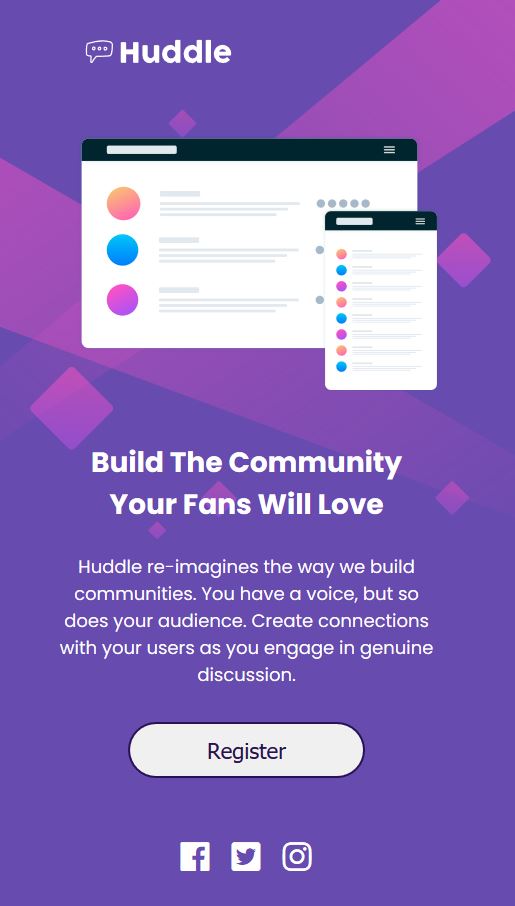 Huddle
Build The Community
Your Fans Will Love
Huddle re-imagines the way we build
communities. You have a voice, but so
does your audience. Create connections
with your users as you engage in genuine
discussion.
Register